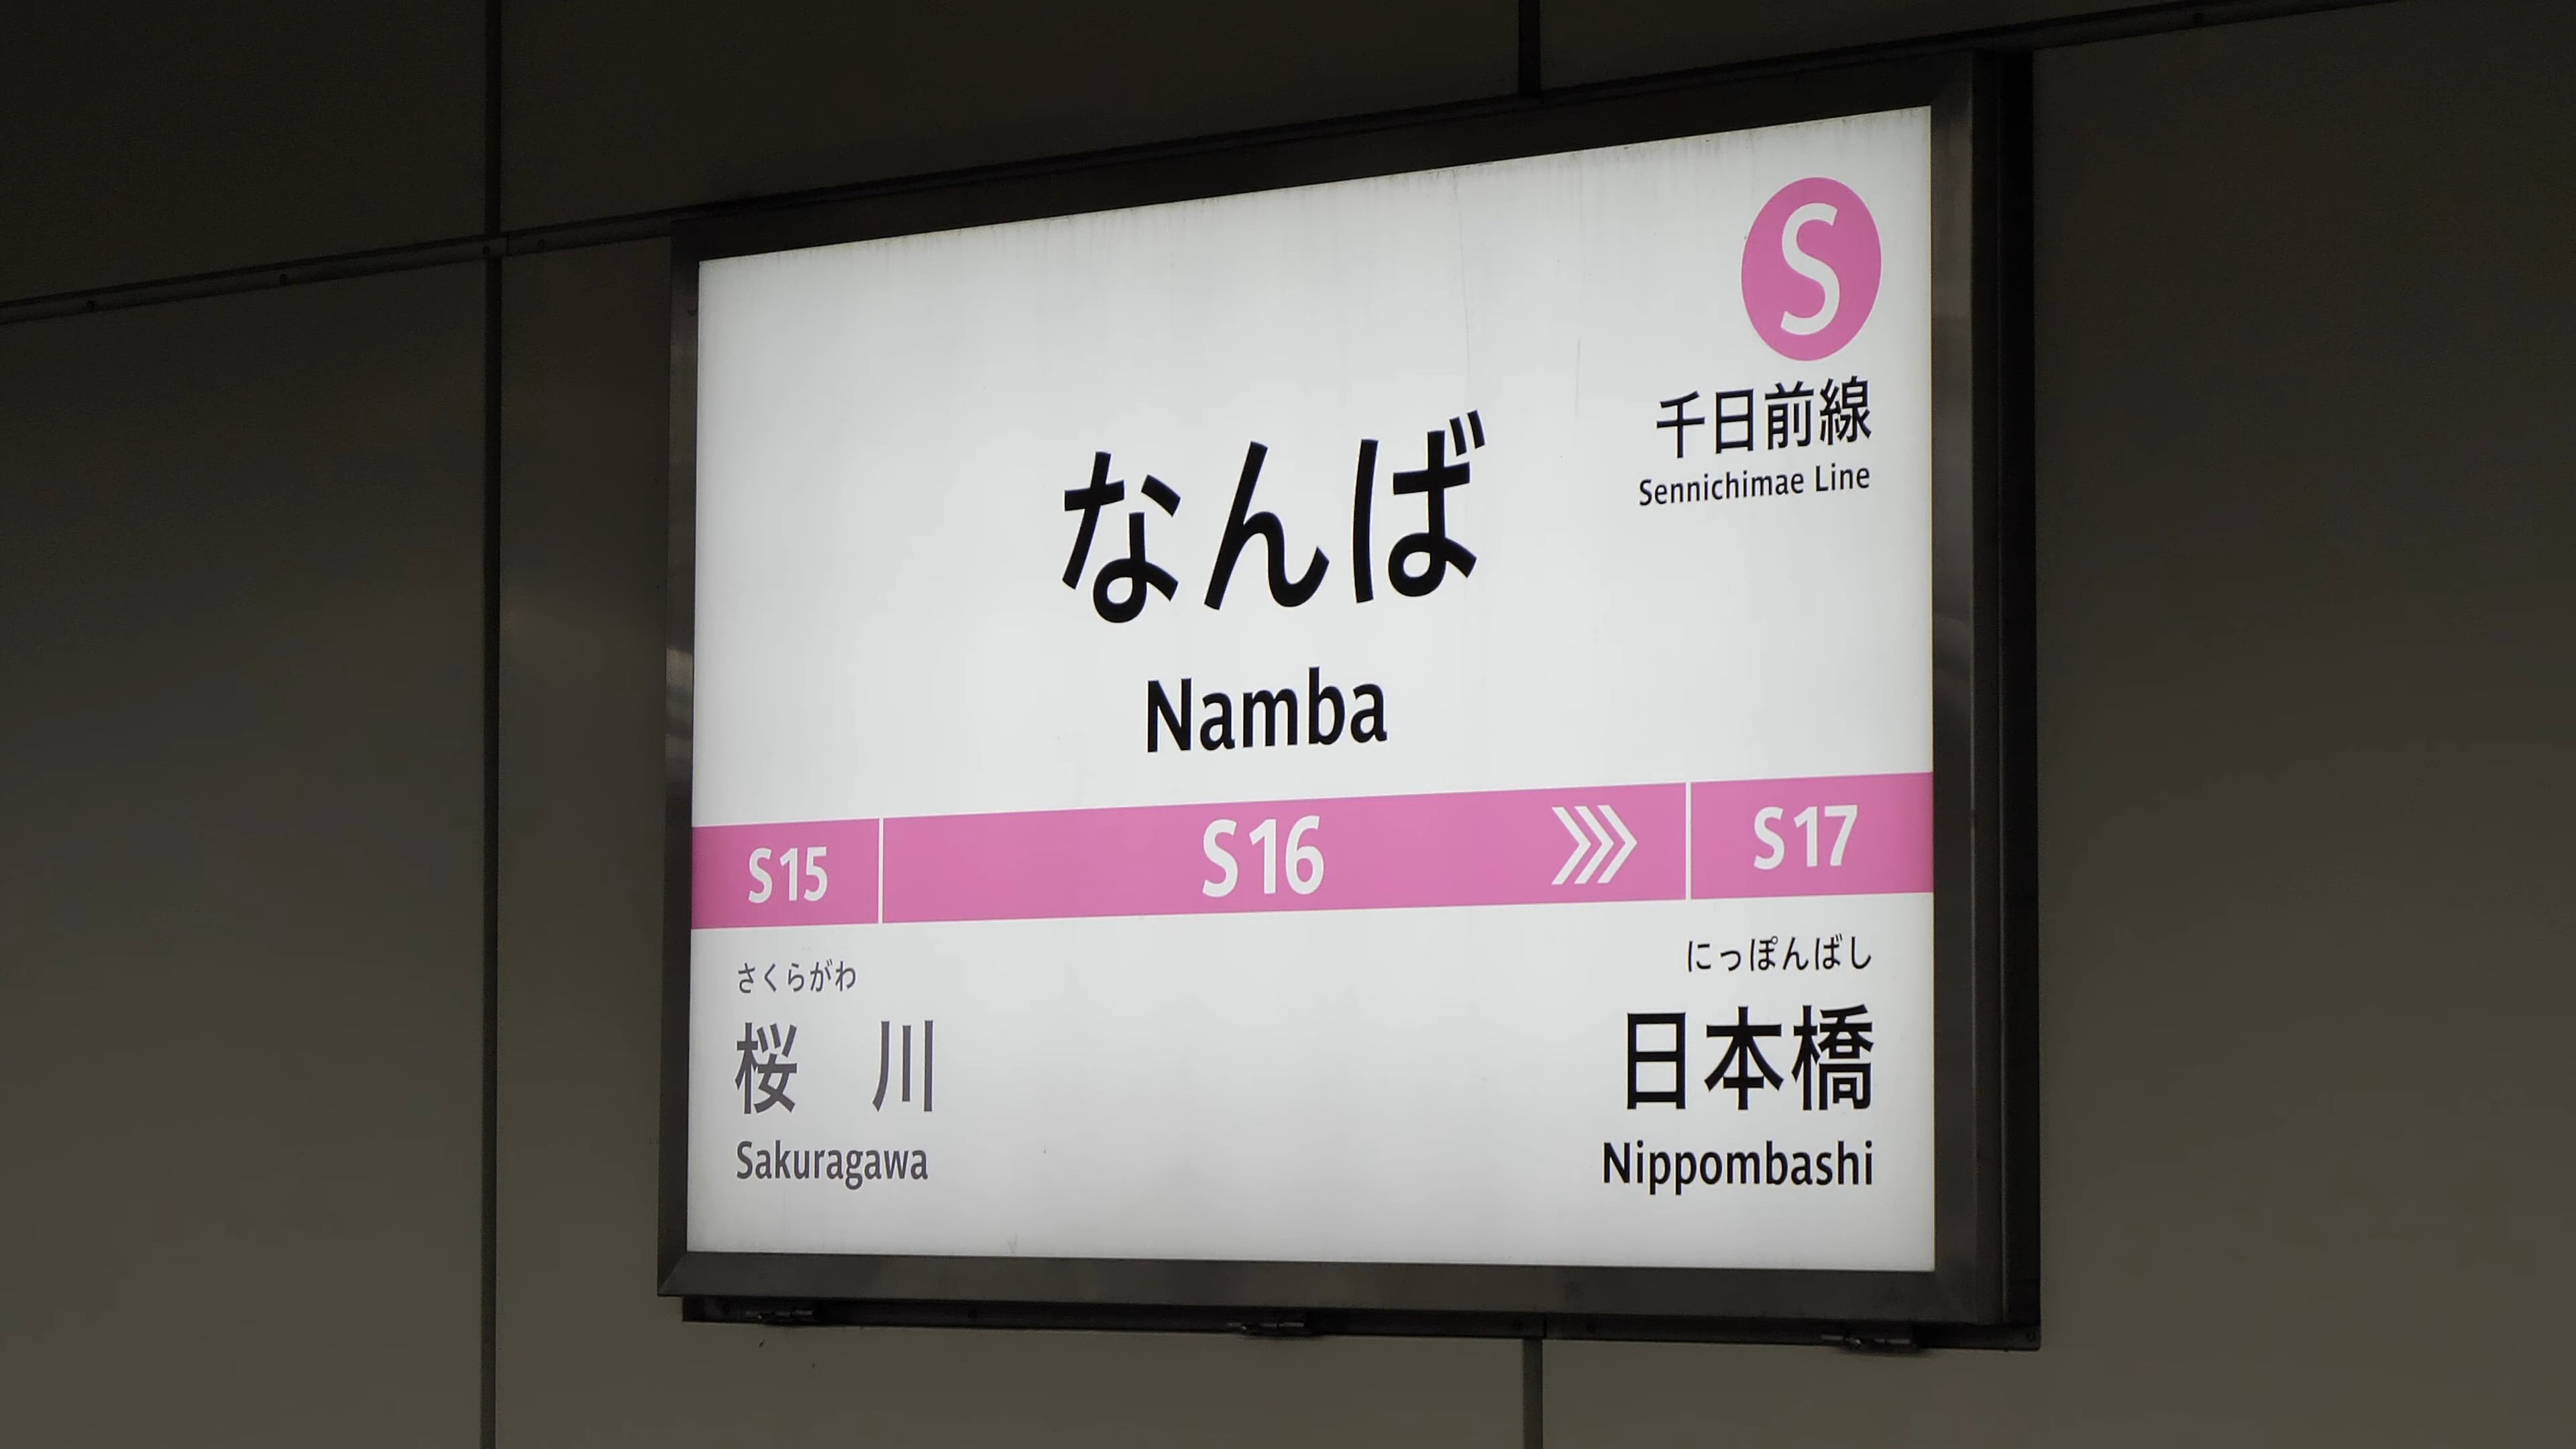 S
千日前線
Sennichimae Line
なんば
Namba
S15 S16 S17
さくらがわ
桜 川
Sakuragawa
にっぽんばし
日本橋
Nippombashi